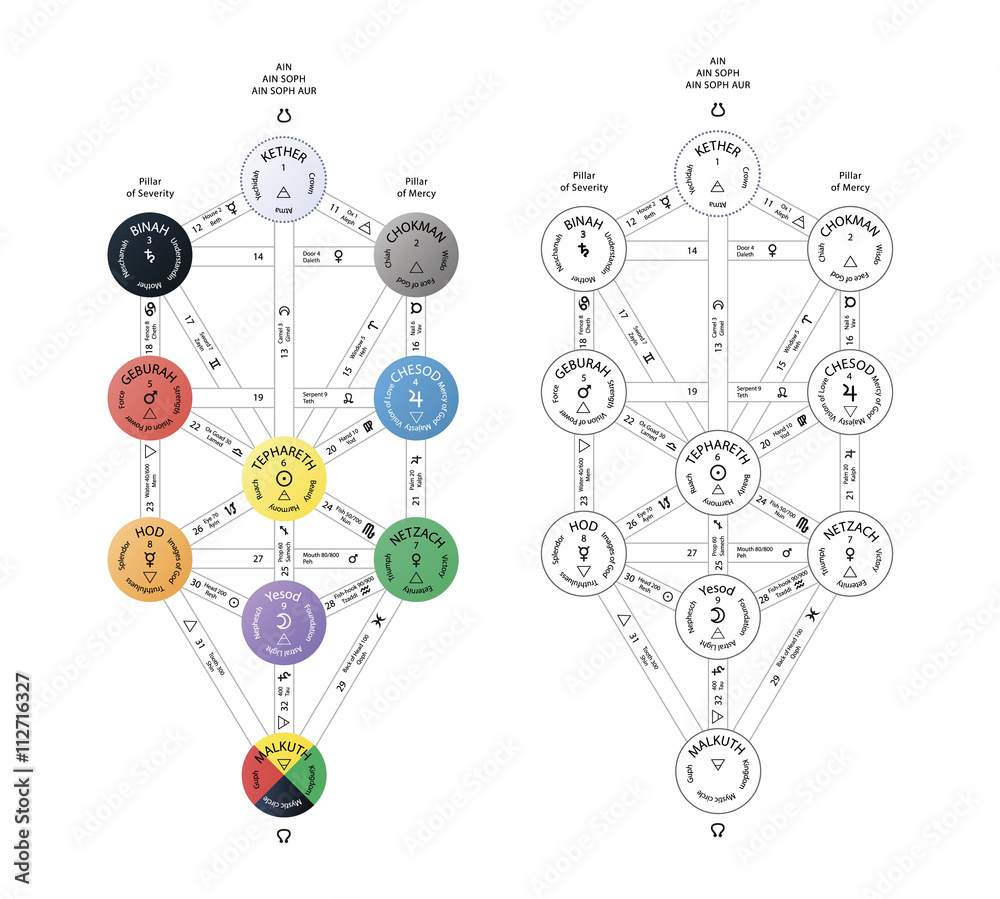 AIN
AIN SOPH
AIN SOPH AUR
KETHER
1
Yechidah
Crown
Atma
Pillar
of Severity
Pillar
of Mercy
12
House 2
Beth
11
Ox 1
Aleph
BINAH
3
Neschamah
Understandin
Mother
CHOKMAN
2
Chiah
Wisdo
Face of God
14
Door 4
Daleth
13
Camel 3
Gimel
17
Sword 7
Zayin
15
Window 5
Heh
18
Fence 8
Cheth
16
Nail 6
Vav
GEBURAH
5
Force
Strength
Vision of Power
CHESOD
4
Majesty Vision of Love
Mercy of God
19
Serpent 9
Teth
22
Ox Goad 30
Lamed
20
Hand 10
Yod
TEPHARETH
6
Ruach
Beauty
Harmony
23
Water 40/600
Mem
21
Palm 20
Kalph
26
Eye 70
Ayin
24
Fish 50/700
Nun
HOD
8
Splendor
Images of God
Truthfuluess
NETZACH
7
Triumph
Victory
Eeternity
27
Mouth 80/800
Peh
25
Prop 60
Samech
30
Head 200
Resh
28
Fish-hook 90/900
Tzaddi
Yesod
9
Nephesch
Foundation
Astral Light
31
Tooth 300
Shin
29
Back of Head 100
Qoph
32
400
Tau
MALKUTH
Guph
Kingdom
Mystic circle
AIN
AIN SOPH
AIN SOPH AUR
KETHER
1
Yechidah
Crown
Atma
Pillar
of Severity
Pillar
of Mercy
12
House 2
Beth
11
Ox 1
Aleph
BINAH
3
Neschamah
Understandin
Mother
CHOKMAN
2
Chiah
Wisdo
Face of God
14
Door 4
Daleth
13
Camel 3
Gimel
17
Sword 7
Zayin
15
Window 5
Heh
18
Fence 8
Cheth
16
Nail 6
Vav
GEBURAH
5
Force
Strength
Vision of Power
CHESOD
4
Majesty Vision of Love
Mercy of God
19
Serpent 9
Teth
22
Ox Goad 30
Lamed
20
Hand 10
Yod
TEPHARETH
6
Ruach
Beauty
Harmony
23
Water 40/600
Mem
21
Palm 20
Kalph
26
Eye 70
Ayin
24
Fish 50/700
Nun
HOD
8
Splendor
Images of God
Truthfuluess
NETZACH
7
Triumph
Victory
Eeternity
27
Mouth 80/800
Peh
25
Prop 60
Samech
30
Head 200
Resh
28
Fish-hook 90/900
Tzaddi
Yesod
9
Nephesch
Foundation
Astral Light
31
Tooth 300
Shin
29
Back of Head 100
Qoph
32
400
Tau
MALKUTH
Guph
Kingdom
Mystic circle
Adobe Stock | #112716327